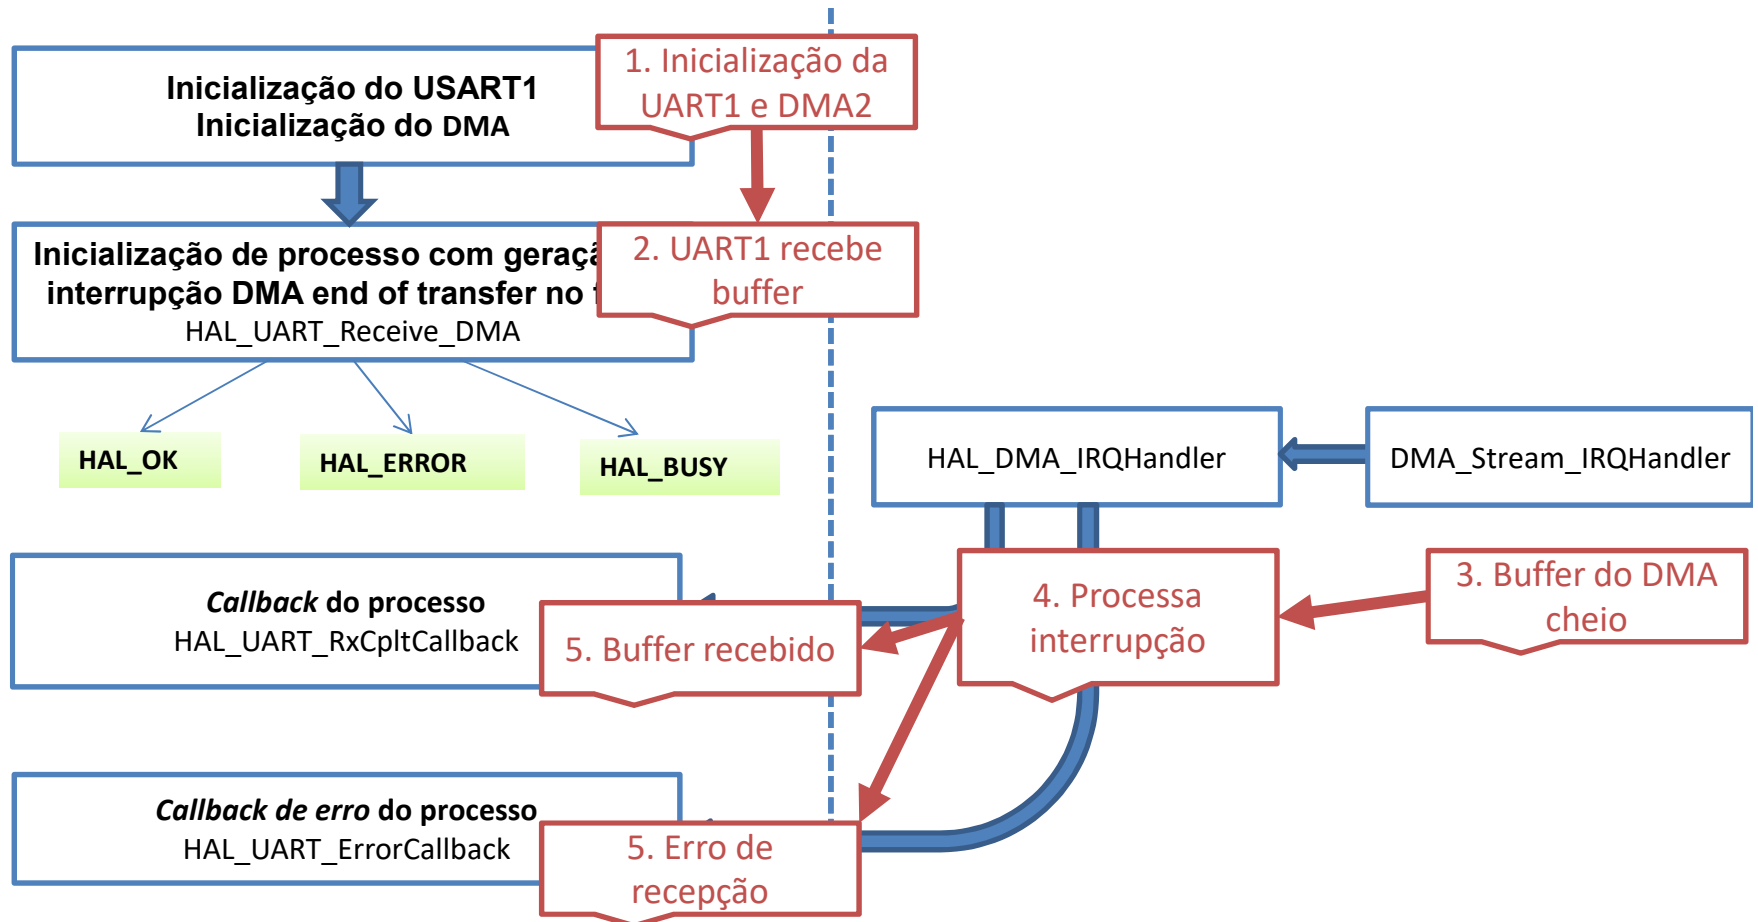 Inicialização do USART1
Inicialização do DMA
1. Inicialização da
UART1 e DMA2
Inicialização de processo com geraçã
interrupção DMA end of transfer no
HAL_UART_Receive_DMA
2. UART1 recebe
buffer
HAL_OK
HAL_ERROR
HAL_BUSY
HAL_DMA_IRQHandler
DMA_Stream_IRQHandler
Callback do processo
HAL_UART_RxCpltCallback
5. Buffer recebido
4. Processa
interrupção
3. Buffer do DMA
cheio
Callback de erro do processo
HAL_UART_ErrorCallback
5. Erro de
recepção